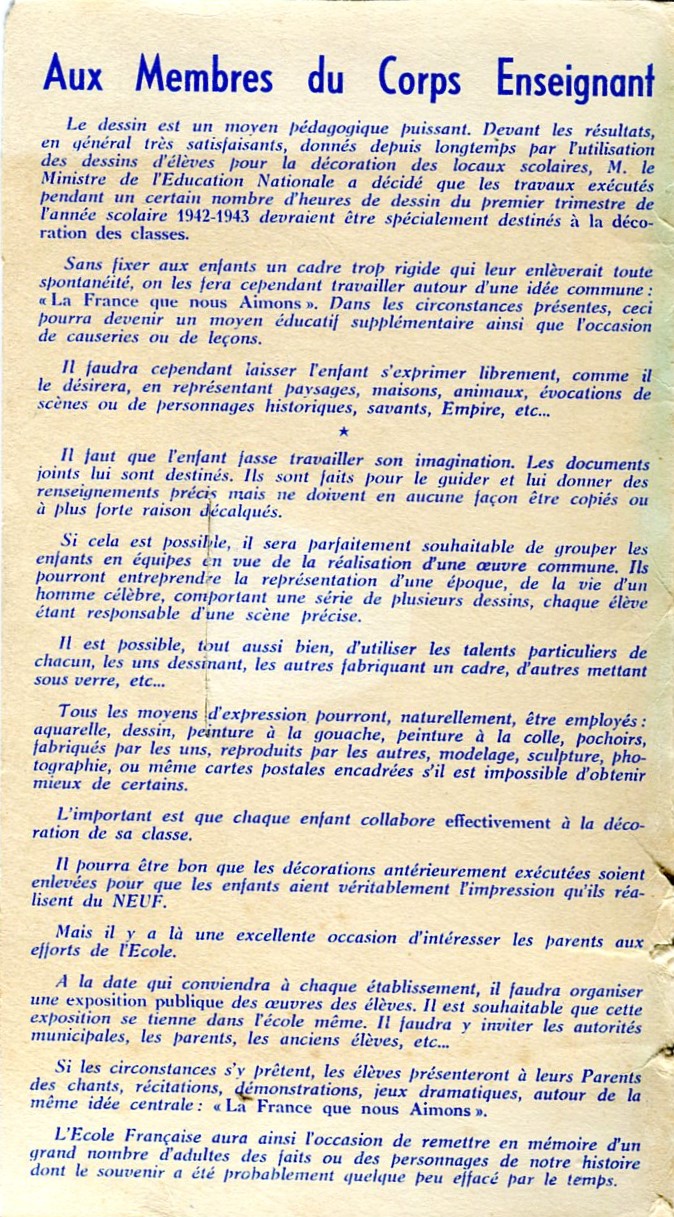 Aux Membres du Corps Enseignant
Le dessin est un moyen pédagogique puissant. Devant les résultats,
en général très satisfaisants, donnés depuis longtemps par l'utilisation
des dessins d'élèves pour la décoration des locaux scolaires, M. le
Ministre de l'Education Nationale a décidé que les travaux exécutés
pendant un certain nombre d'heures de dessin du premier trimestre de
l'année scolaire 1942-1943 devraient être spécialement destinés à la déco-
ration des classes.
Sans fixer aux enfants un cadre trop rigide qui leur enlèverait toute
spontanéité, on les fera cependant travailler autour d'une idée commune :
« La France que nous Aimons ». Dans les circonstances présentes, ceci
pourra devenir un moyen éducatif supplémentaire ainsi que l'occasion
de causeries ou de leçons.
Il faudra cependant laisser l'enfant s'exprimer librement, comme il
le désirera, en représentant paysages, maisons, animaux, évocations de
scènes ou de personnages historiques, savants, Empire, etc...
★
Il faut que l'enfant fasse travailler son imagination. Les documents
joints lui sont destinés. Ils sont faits pour le guider et lui donner des
renseignements précis mais ne doivent en aucune façon être copiés ou
à plus forte raison décalqués.
Si cela est possible, il sera parfaitement souhaitable de grouper les
enfants en équipes en vue de la réalisation d'une œuvre commune. Ils
pourront entreprendre la représentation d'une époque, de la vie d'un
homme célèbre, comportant une série de plusieurs dessins, chaque élève
étant responsable d'une scène précise.
Il est possible, tout aussi bien, d'utiliser les talents particuliers de
chacun, les uns dessinant, les autres fabriquant un cadre, d'autres mettant
sous verre, etc...
Tous les moyens d'expression pourront, naturellement, être employés :
aquarelle, dessin, peinture à la gouache, peinture à la colle, pochoirs,
fabriqués par les uns, reproduits par les autres, modelage, sculpture, pho-
tographie, ou même cartes postales encadrées s'il est impossible d'obtenir
mieux de certains.
L'important est que chaque enfant collabore effectivement à la déco-
ration de sa classe.
Il pourra être bon que les décorations antérieurement exécutées soient
enlevées pour que les enfants aient véritablement l'impression qu'ils réa-
lisent du NEUF.
Mais il y a là une excellente occasion d'intéresser les parents aux
efforts de l'Ecole.
A la date qui conviendra à chaque établissement, il faudra organiser
une exposition publique des œuvres des élèves. Il est souhaitable que cette
exposition se tienne dans l'école même. Il faudra y inviter les autorités
municipales, les parents, les anciens élèves, etc...
Si les circonstances s'y prêtent, les élèves présenteront à leurs Parents
des chants, récitations, démonstrations, jeux dramatiques, autour de la
même idée centrale : « La France que nous Aimons ».
L'Ecole Française aura ainsi l'occasion de remettre en mémoire d'un
grand nombre d'adultes des faits ou des personnages de notre histoire
dont le souvenir a été probablement quelque peu effacé par le temps.